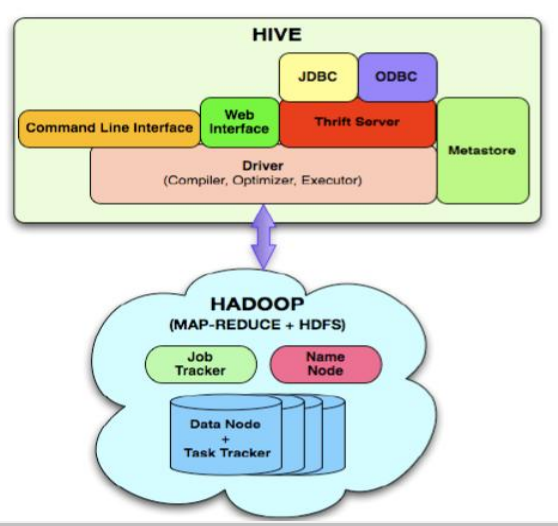 HIVE
JDBC
ODBC
Command Line Interface
Web
Interface
Thrift Server
Metastore
Driver
(Compiler, Optimizer, Executor)
HADOOP
(MAP-REDUCE + HDFS)
Job
Tracker
Name
Node
Data Node
+
Task Tracker